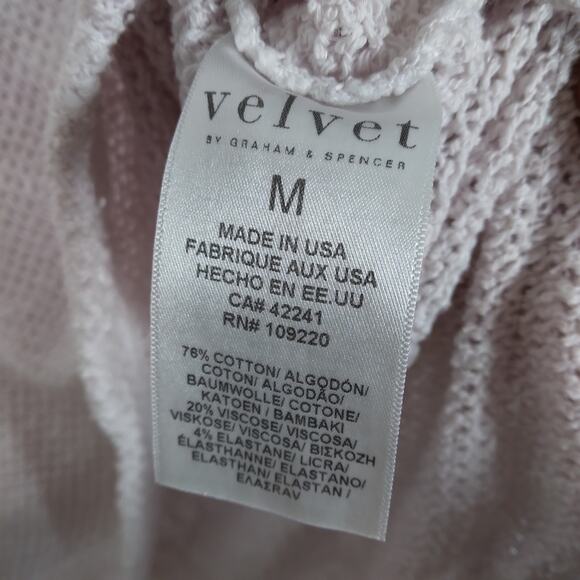 velvet
BY GRAHAM & SPENCER
M
MADE IN USA
FABRIQUE AUX USA
HECHO EN EE.UU
CA# 42241
RN# 109220
76% COTTON/ ALGODÓN/
COTON/ ALGODÃO/
BAUMWOLLE/ COTONE/
KATOEN / BAMBAKI
20% VISCOSE/ VISCOSA/
VISKOSE/ VISCOSA/ ΒΙΣΚΟΖΗ
4% ELASTANE/ LICRA/
ÉLASTHANNE/ ELASTANO/
ELASTHAN/ ELASTAN /
ΕΛΑΣΤΑΝ